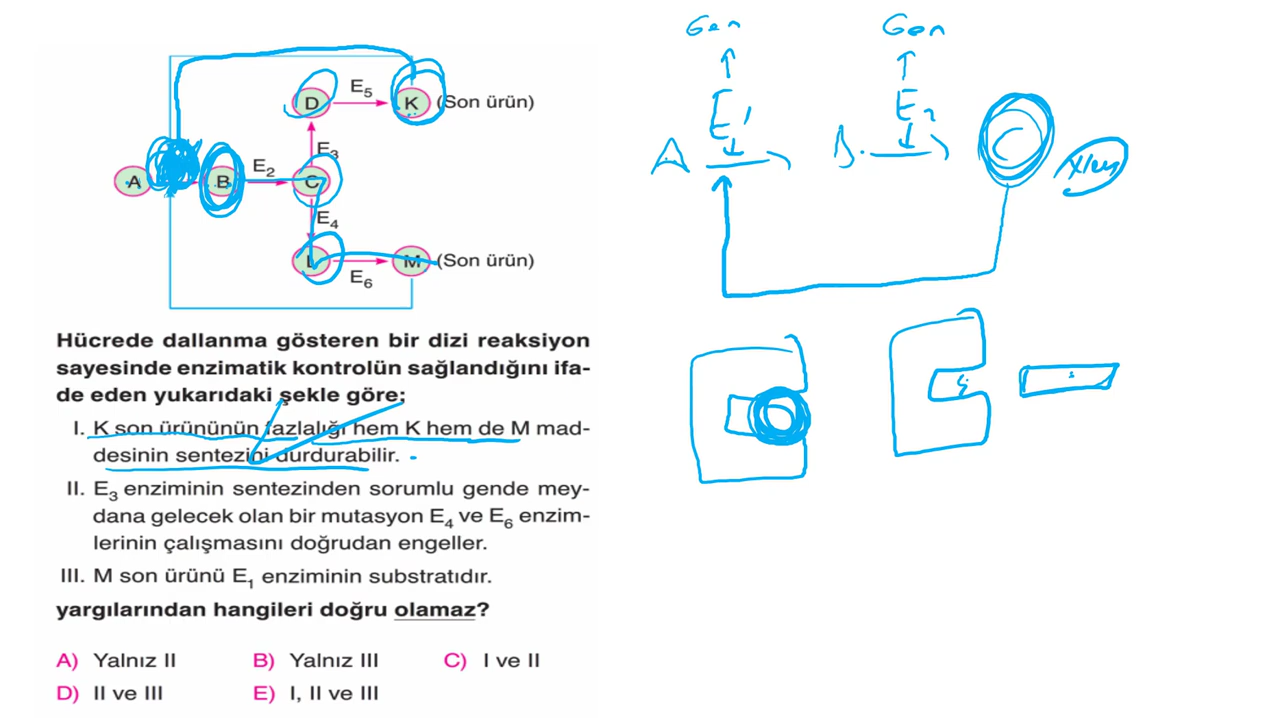 Gen Gen
E₅
D K (Son ürün)
E₁ E₂
E₃
A B
E₂
A B C
E₄
L M (Son ürün)
E₆
Hücrede dallanma gösteren bir dizi reaksiyon
sayesinde enzimatik kontrolün sağlandığını ifa-
de eden yukarıdaki şekle göre;
I. K son ürününün fazlalığı hem K hem de M mad-
desinin sentezini durdurabilir.
II. E₃ enziminin sentezinden sorumlu gende mey-
dana gelecek olan bir mutasyon E₄ ve E₆ enzim-
lerinin çalışmasını doğrudan engeller.
III. M son ürünü E₁ enziminin substratıdır.
yargılarından hangileri doğru olamaz?
A) Yalnız II B) Yalnız III C) I ve II
D) II ve III E) I, II ve III